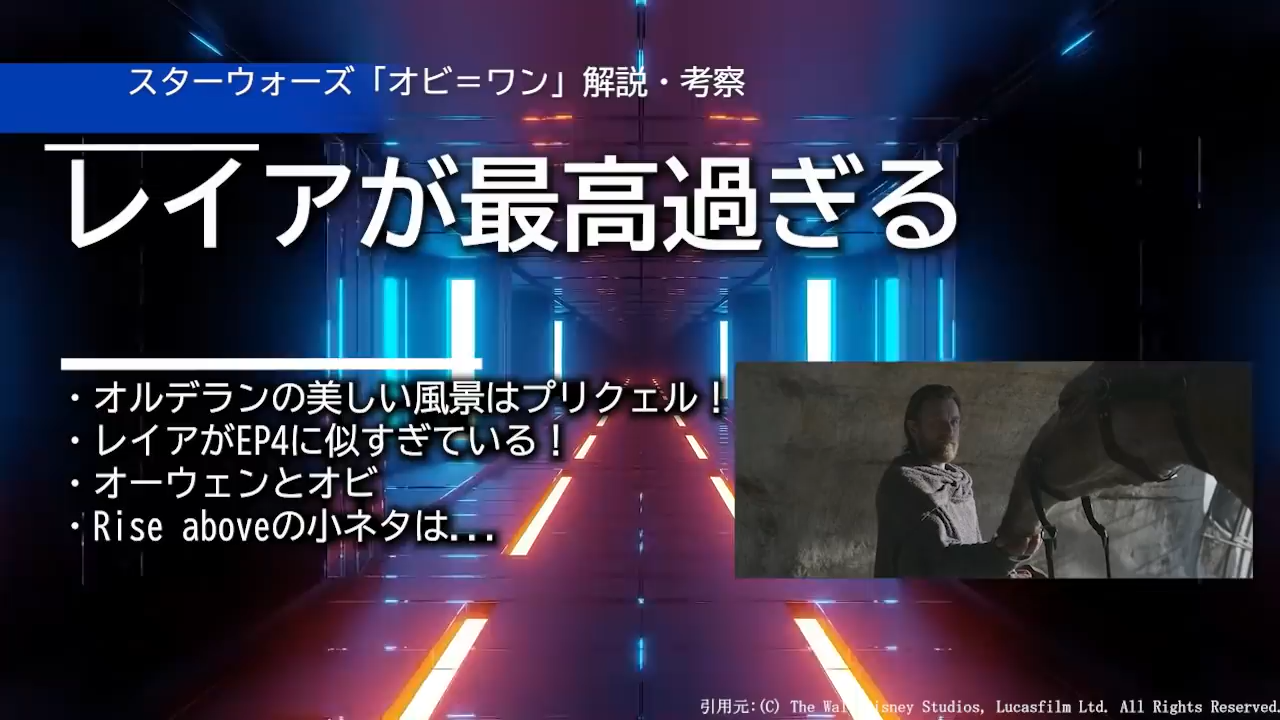 スターウォーズ「オビ＝ワン」解説・考察
レイアが最高過ぎる
・オルデランの美しい風景はプリクェル！
・レイアがEP4に似すぎている！
・オーウェンとオビ
・Rise aboveの小ネタは...
引用元:(C) The Walt Disney Studios, Lucasfilm Ltd. All Rights Reserved.